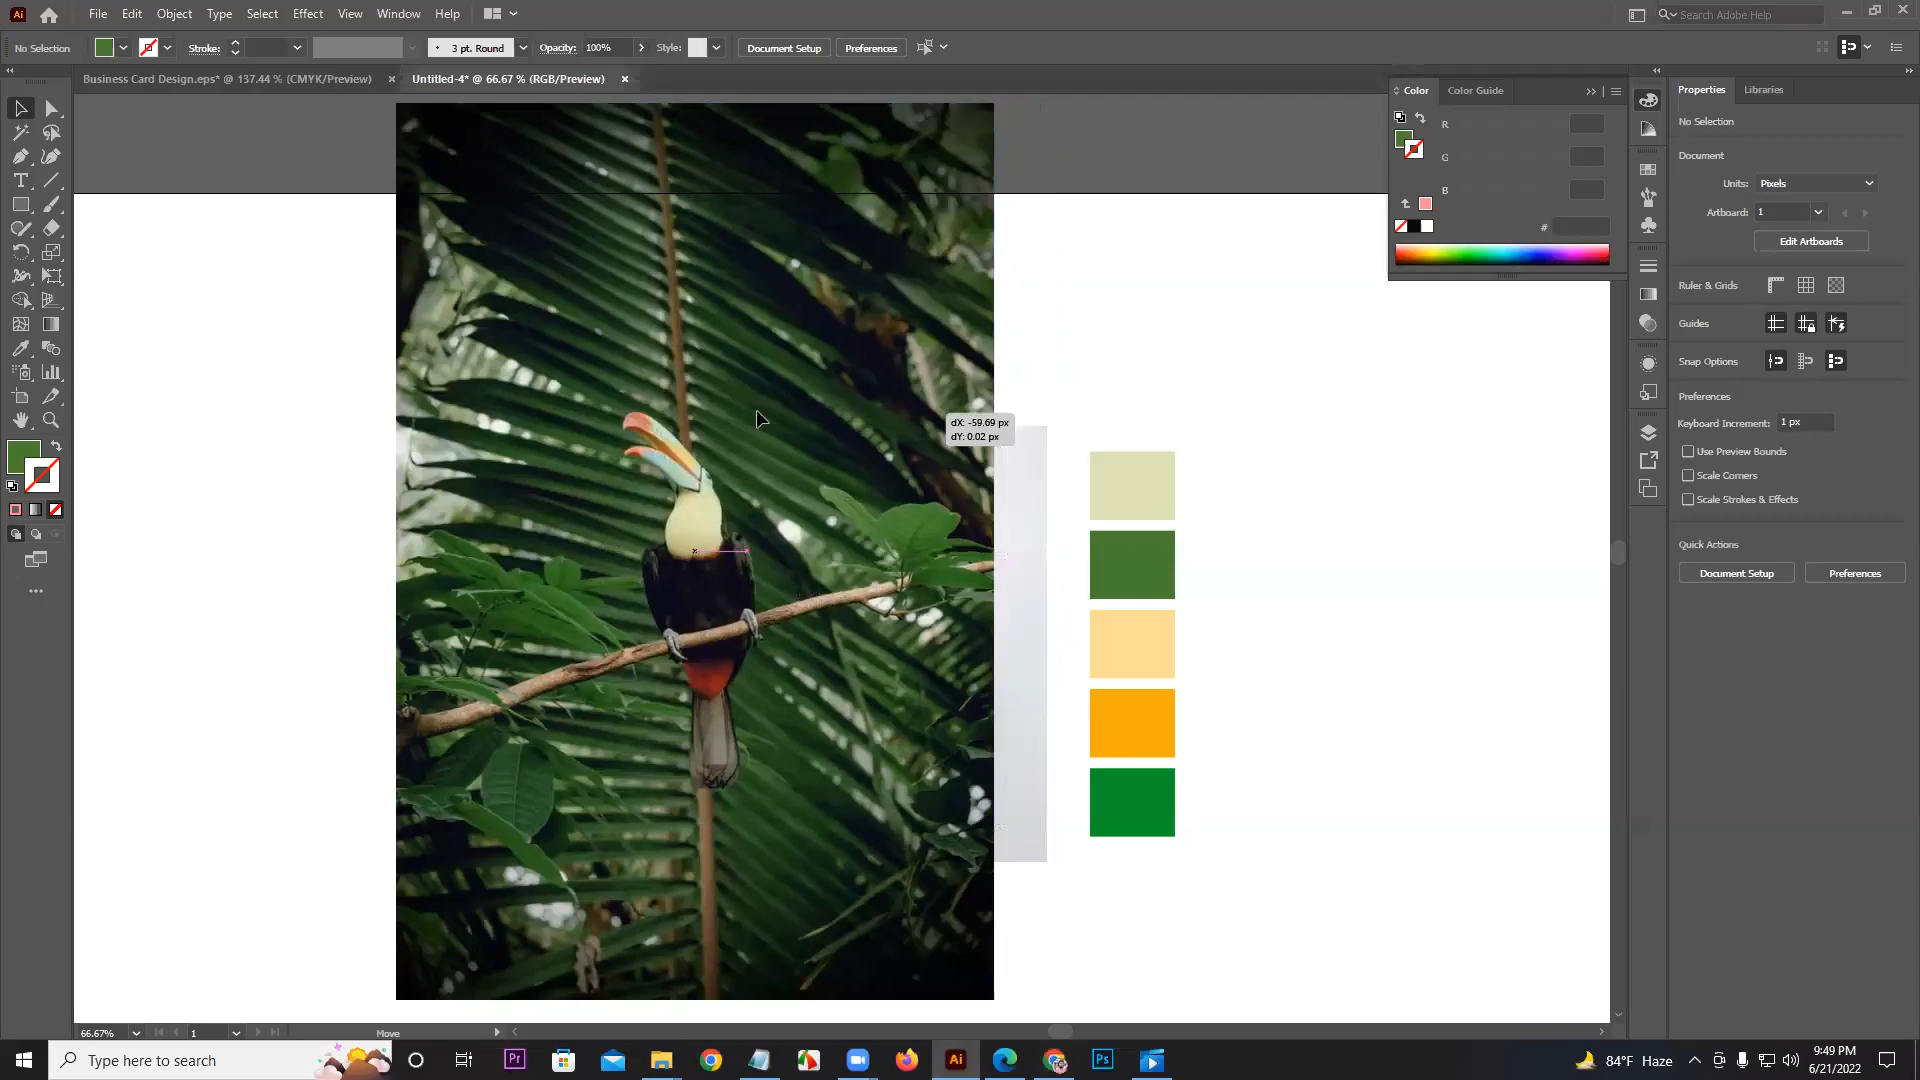 Ai File Edit Object Type Select Effect View Window Help Search Adobe Help
No Selection Stroke: 3 pt. Round Opacity: 100% Style: Document Setup Preferences
Business Card Design.eps* @ 137.44 % (CMYK/Preview) × Untitled-4* @ 66.67 % (RGB/Preview) ×
Color Color Guide
R
G
B
#
Properties Libraries
No Selection
Document
Units: Pixels
Artboard: 1
Edit Artboards
Ruler & Grids
Guides
Snap Options
Preferences
Keyboard Increment: 1 px
Use Preview Bounds
Scale Corners
Scale Strokes & Effects
Quick Actions
Document Setup Preferences
dX: -59.69 px
dY: 0.02 px
66.67% 1 Move
Type here to search Pr Ai Ps 84°F Haze 9:49 PM
6/21/2022